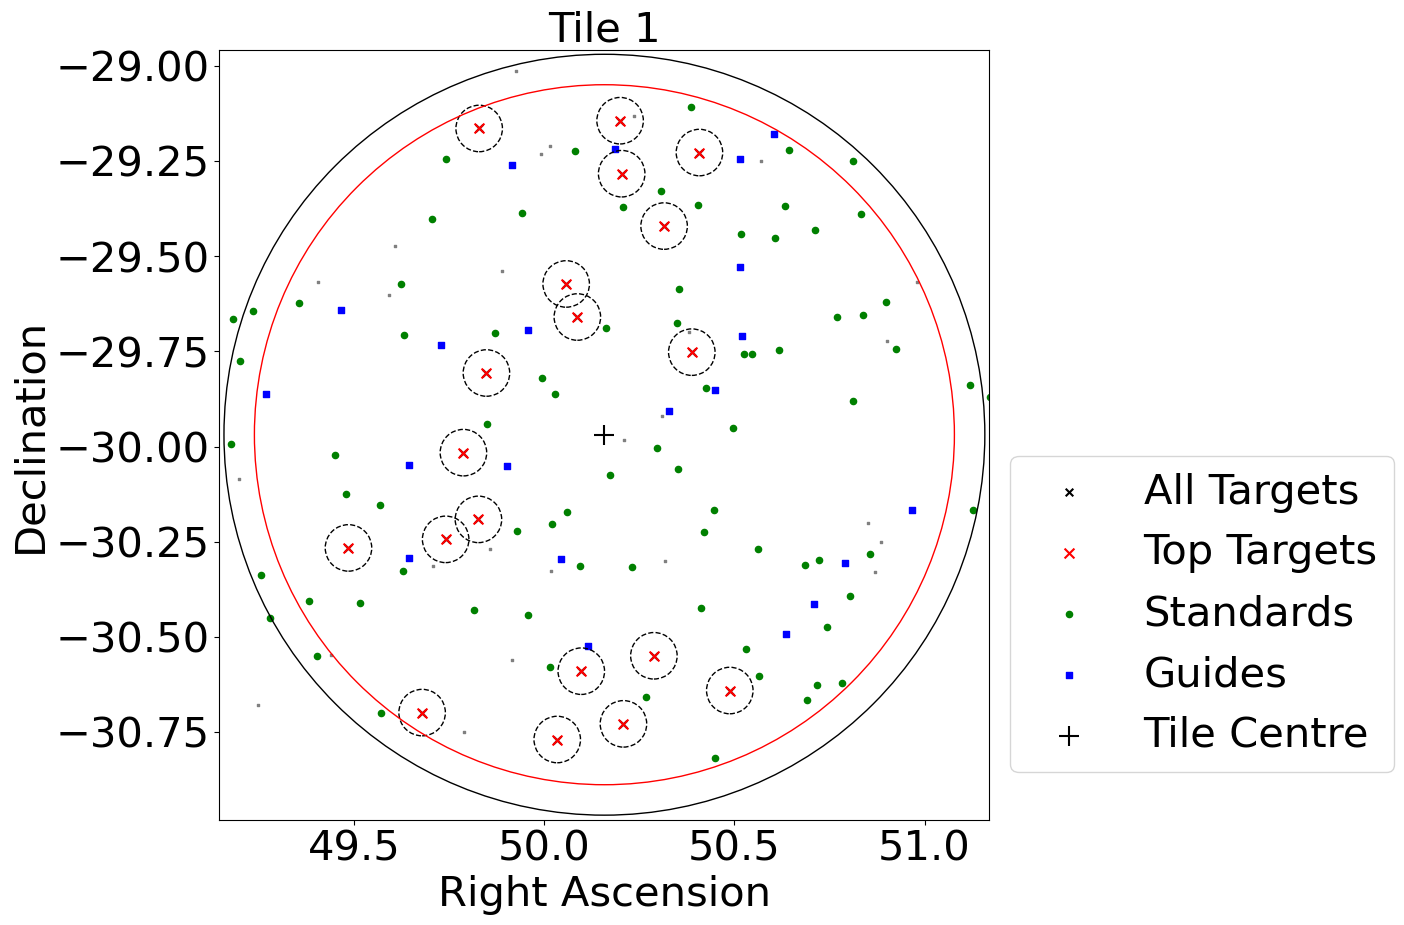 Tile 1
−29.00
−29.25
−29.50
−29.75
−30.00
−30.25
−30.50
−30.75
Declination
49.5
50.0
50.5
51.0
Right Ascension
All Targets
Top Targets
Standards
Guides
Tile Centre